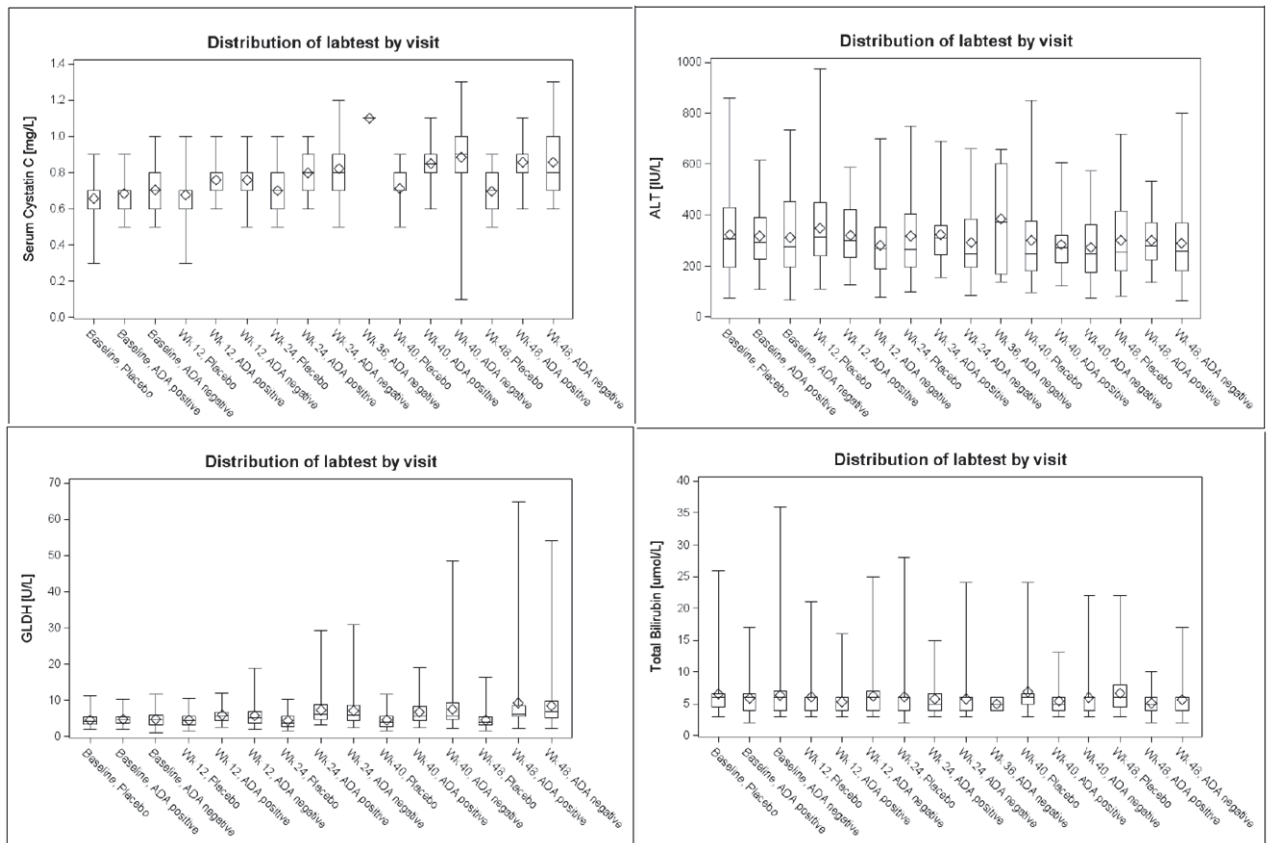 Distribution of labtest by visit
Serum Cystatin C [mg/L]
1.4
1.2
1.0
0.8
0.6
0.4
0.2
0.0
Baseline, Placebo
Baseline, ADA positive
Baseline, ADA negative
Wk 12, Placebo
Wk 12, ADA positive
Wk 12, ADA negative
Wk 24, Placebo
Wk 24, ADA positive
Wk 24, ADA negative
Wk 36, ADA negative
Wk 40, Placebo
Wk 40, ADA positive
Wk 40, ADA negative
Wk 48, Placebo
Wk 48, ADA positive
Wk 48, ADA negative
Distribution of labtest by visit
ALT [IU/L]
1000
800
600
400
200
0
Baseline, Placebo
Baseline, ADA positive
Baseline, ADA negative
Wk 12, Placebo
Wk 12, ADA positive
Wk 12, ADA negative
Wk 24, Placebo
Wk 24, ADA positive
Wk 24, ADA negative
Wk 36, ADA negative
Wk 40, Placebo
Wk 40, ADA positive
Wk 40, ADA negative
Wk 48, Placebo
Wk 48, ADA positive
Wk 48, ADA negative
Distribution of labtest by visit
GLDH [U/L]
70
60
50
40
30
20
10
0
Baseline, Placebo
Baseline, ADA positive
Baseline, ADA negative
Wk 12, Placebo
Wk 12, ADA positive
Wk 12, ADA negative
Wk 24, Placebo
Wk 24, ADA positive
Wk 24, ADA negative
Wk 40, Placebo
Wk 40, ADA positive
Wk 40, ADA negative
Wk 48, Placebo
Wk 48, ADA positive
Wk 48, ADA negative
Distribution of labtest by visit
Total Bilirubin [umol/L]
40
35
30
25
20
15
10
5
0
Baseline, Placebo
Baseline, ADA positive
Baseline, ADA negative
Wk 12, Placebo
Wk 12, ADA positive
Wk 12, ADA negative
Wk 24, Placebo
Wk 24, ADA positive
Wk 24, ADA negative
Wk 36, ADA negative
Wk 40, Placebo
Wk 40, ADA positive
Wk 40, ADA negative
Wk 48, Placebo
Wk 48, ADA positive
Wk 48, ADA negative